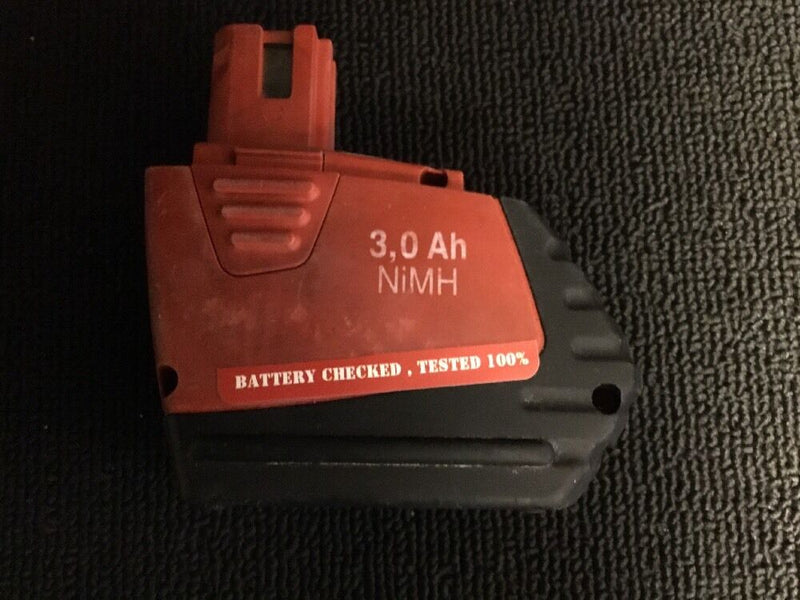 3,0 Ah
NiMH
BATTERY CHECKED , TESTED 100%